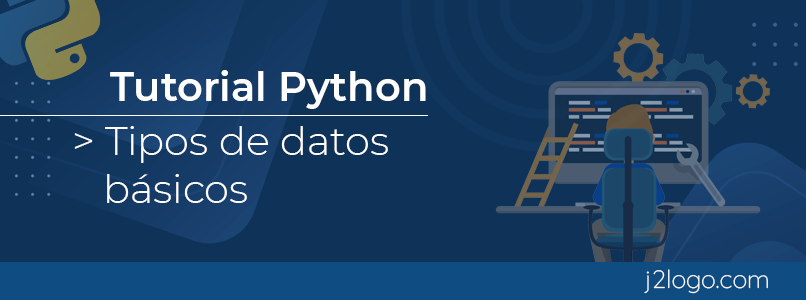 Tutorial Python
> Tipos de datos
básicos
j2logo.com